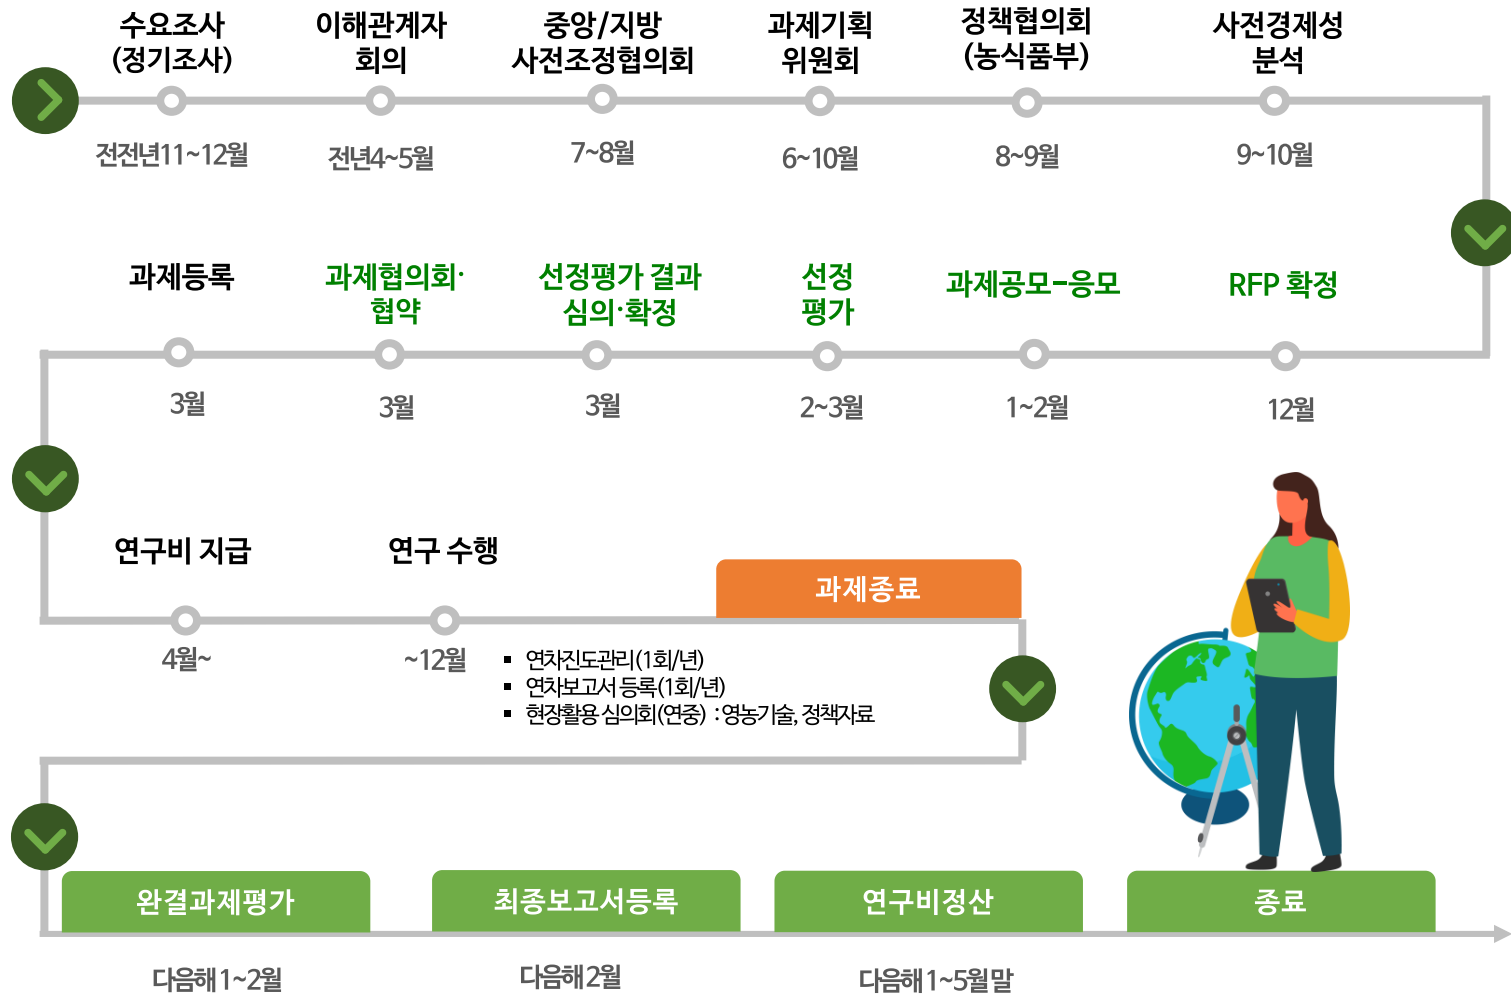 수요조사
(정기조사)
이해관계자
회의
중앙/지방
사전조정협의회
과제기획
위원회
정책협의회
(농식품부)
사전경제성
분석
전전년11~12월
전년4~5월
7~8월
6~10월
8~9월
9~10월
과제등록
과제협의회·
협약
선정평가 결과
심의·확정
선정
평가
과제공모-응모
RFP 확정
3월
3월
3월
2~3월
1~2월
12월
연구비 지급
연구 수행
과제종료
4월~
~12월
▪ 연차진도관리(1회/년)
▪ 연차보고서 등록(1회/년)
▪ 현장활용 심의회(연중) : 영농기술, 정책자료
완결과제평가
최종보고서등록
연구비정산
종료
다음해 1~2월
다음해 2월
다음해 1~5월말